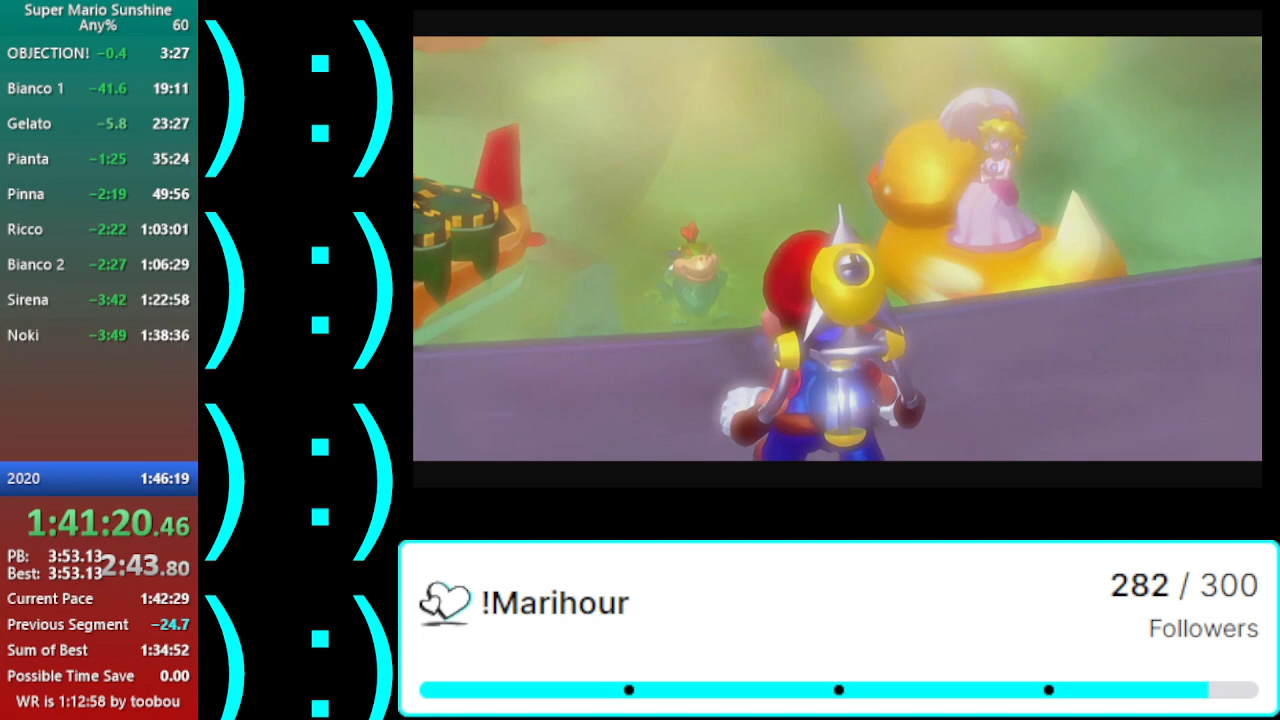 Super Mario Sunshine
Any% 60
OBJECTION! -0.4 3:27
Bianco 1 -41.6 19:11
Gelato -5.8 23:27
Pianta -1:25 35:24
Pinna -2:19 49:56
Ricco -2:22 1:03:01
Bianco 2 -2:27 1:06:29
Sirena -3:42 1:22:58
Noki -3:49 1:38:36
2020 1:46:19
1:41:20.46
PB: 3:53.13
Best: 3:53.13
2:43.80
Current Pace 1:42:29
Previous Segment -24.7
Sum of Best 1:34:52
Possible Time Save 0.00
WR is 1:12:58 by toobou
) : )
) : )
) : )
) : )
!Marihour
282 / 300
Followers